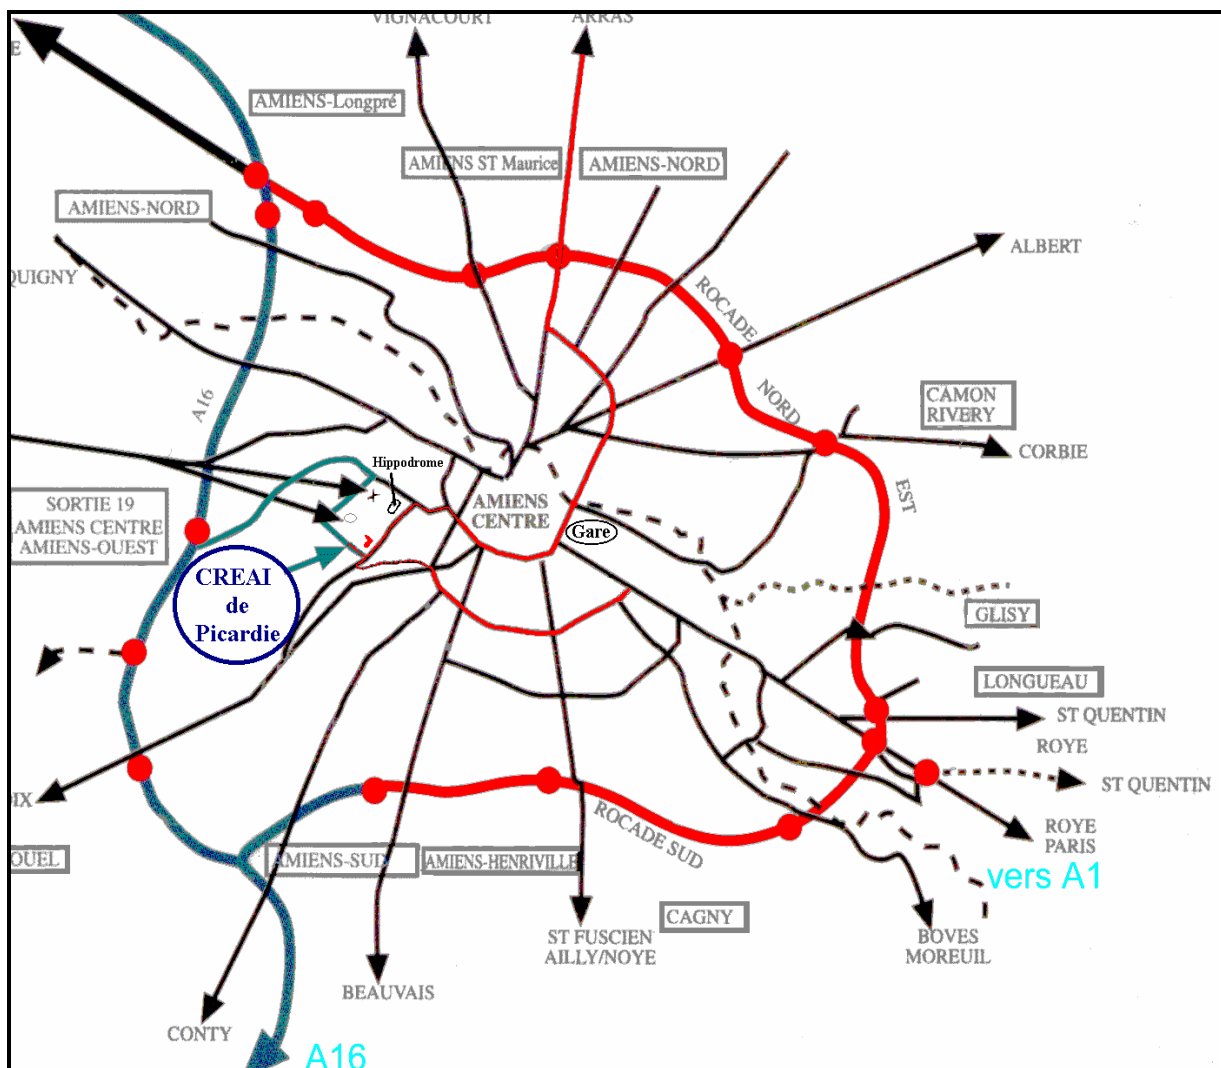 VIGNACOURT
ARRAS
E
AMIENS-Longpré
AMIENS ST Maurice
AMIENS-NORD
AMIENS-NORD
ALBERT
QUIGNY
ROCADE
NORD
EST
A16
CAMON
RIVERY
CORBIE
Hippodrome
SORTIE 19
AMIENS CENTRE
AMIENS-OUEST
AMIENS
CENTRE
Gare
CREAI
de
Picardie
GLISY
LONGUEAU
ST QUENTIN
ROYE
ST QUENTIN
IX
ROYE
PARIS
ROCADE SUD
OUEL
AMIENS-SUD
AMIENS-HENRIVILLE
vers A1
CAGNY
ST FUSCIEN
AILLY/NOYE
BOVES
MOREUIL
BEAUVAIS
CONTY
A16